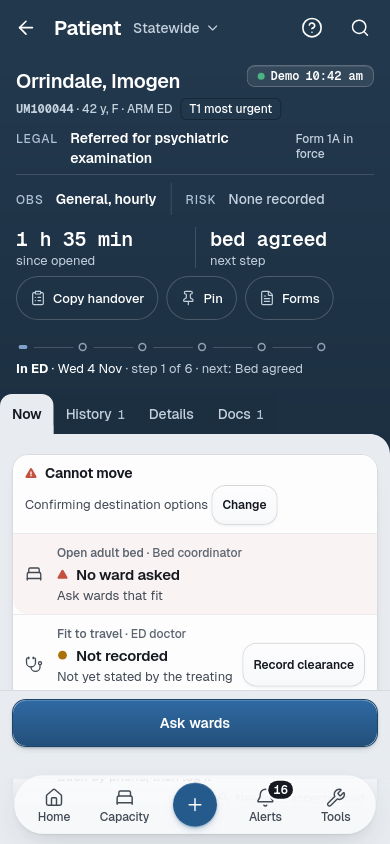 Patient Statewide
Orrindale, Imogen
Demo 10:42 am
UM100044 · 42 y, F · ARM ED T1 most urgent
LEGAL Referred for psychiatric examination
Form 1A in force
OBS General, hourly RISK None recorded
1 h 35 min
since opened
bed agreed
next step
Copy handover Pin Forms
In ED · Wed 4 Nov · step 1 of 6 · next: Bed agreed
Now History 1 Details Docs 1
Cannot move
Confirming destination options Change
Open adult bed · Bed coordinator
No ward asked
Ask wards that fit
Fit to travel · ED doctor
Not recorded
Not yet stated by the treating
Record clearance
Ask wards
Home Capacity Alerts 16 Tools